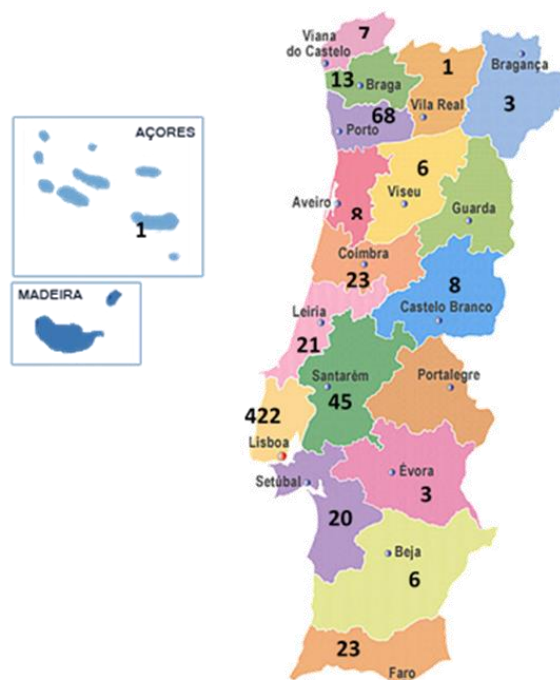 7
Viana
do Castelo
Bragança
1
13
Braga
3
Vila Real
68
Porto
AÇORES
6
Aveiro
8
Viseu
Guarda
1
Coimbra
23
8
MADEIRA
Leiria
Castelo Branco
21
Santarém
Portalegre
45
422
Lisboa
Évora
Setúbal
3
20
Beja
6
23
Faro